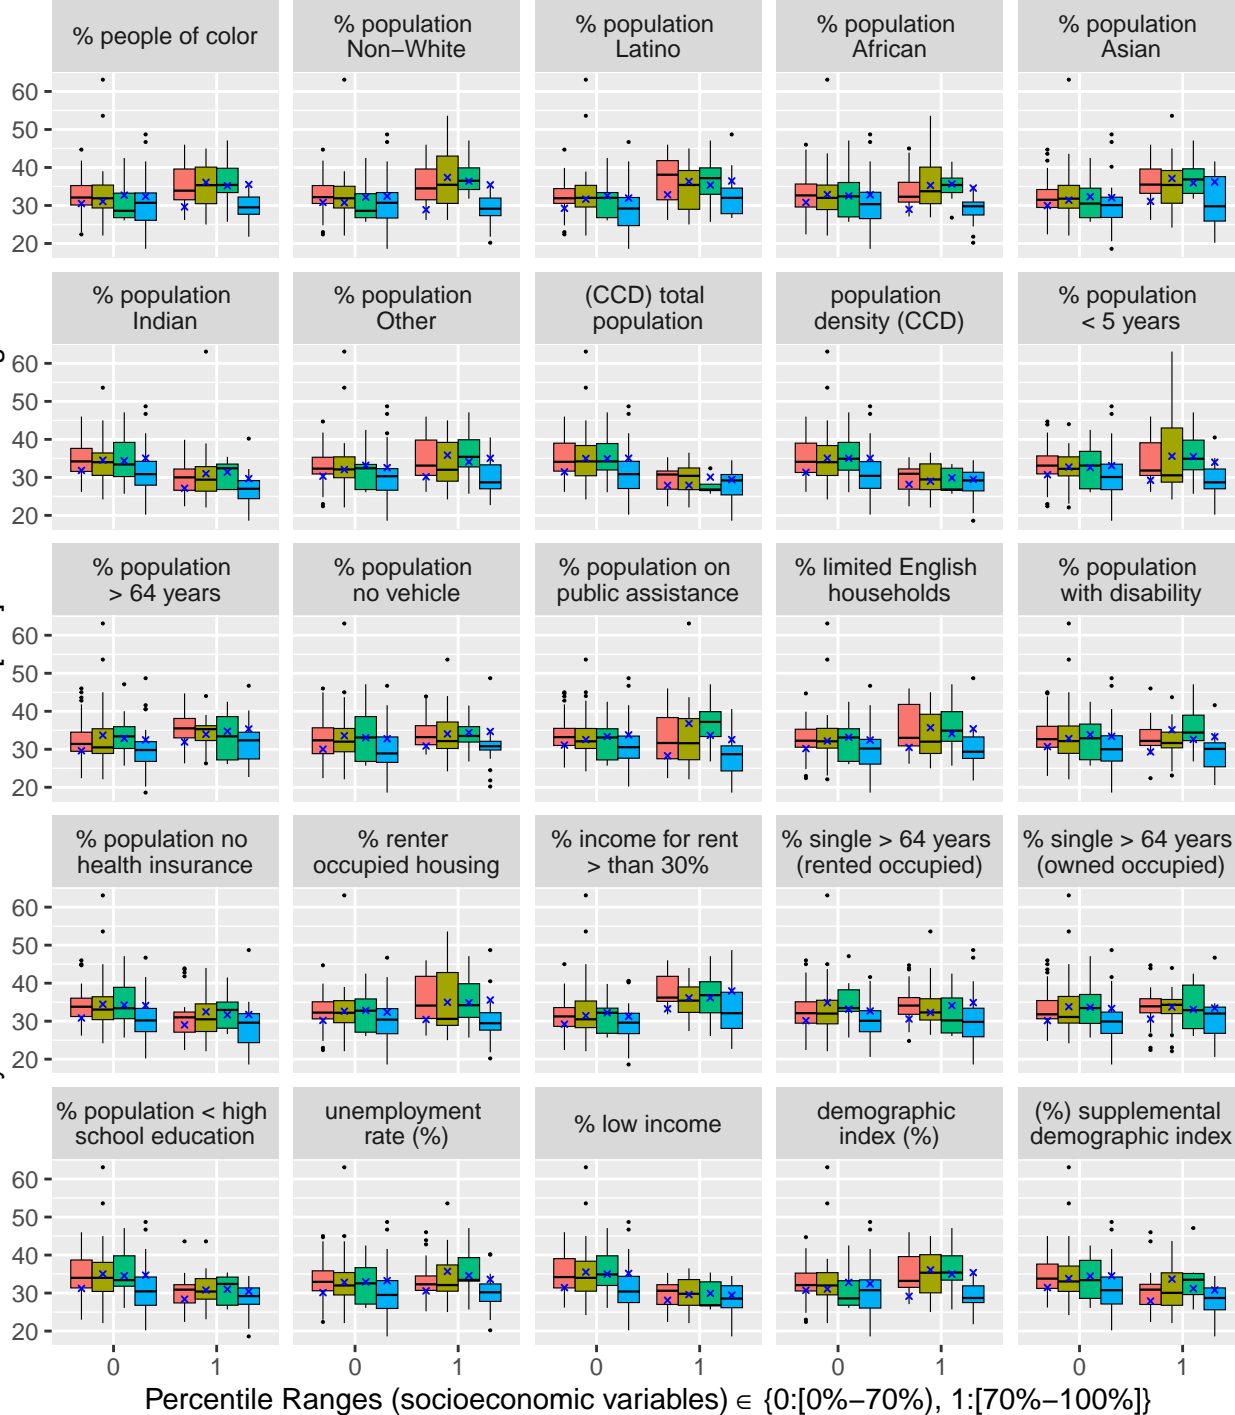 % people of color
% population
Non−White
% population
Latino
% population
African
% population
Asian
60
50
40
30
20
% population
Indian
% population
Other
(CCD) total
population
population
density (CCD)
% population
< 5 years
60
50
40
30
20
% population
> 64 years
% population
no vehicle
% population on
public assistance
% limited English
households
% population
with disability
60
50
40
30
20
% population no
health insurance
% renter
occupied housing
% income for rent
> than 30%
% single > 64 years
(rented occupied)
% single > 64 years
(owned occupied)
60
50
40
30
20
% population < high
school education
unemployment
rate (%)
% low income
demographic
index (%)
(%) supplemental
demographic index
60
50
40
30
20
0 1 0 1 0 1 0 1 0 1
Percentile Ranges (socioeconomic variables) ∈ {0:[0%−70%), 1:[70%−100%]}